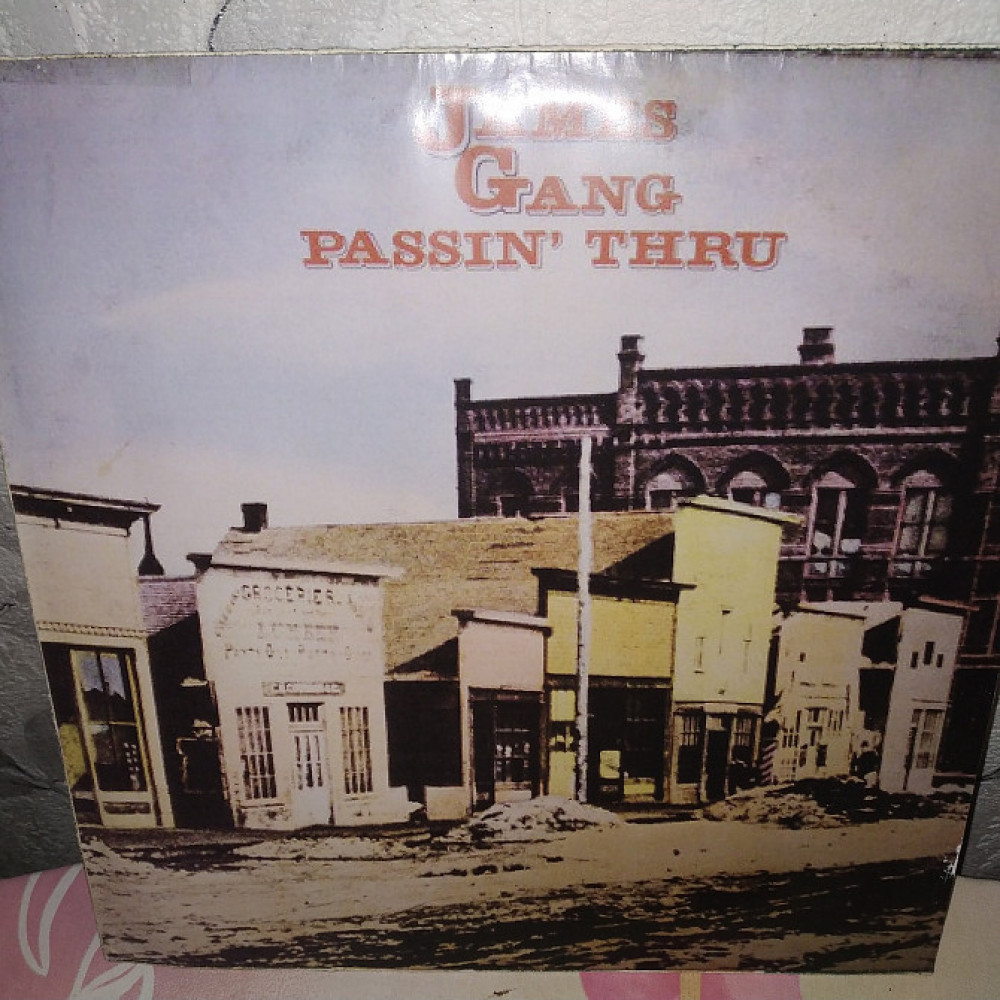 JAMES
GANG
PASSIN' THRU
GROCERIES